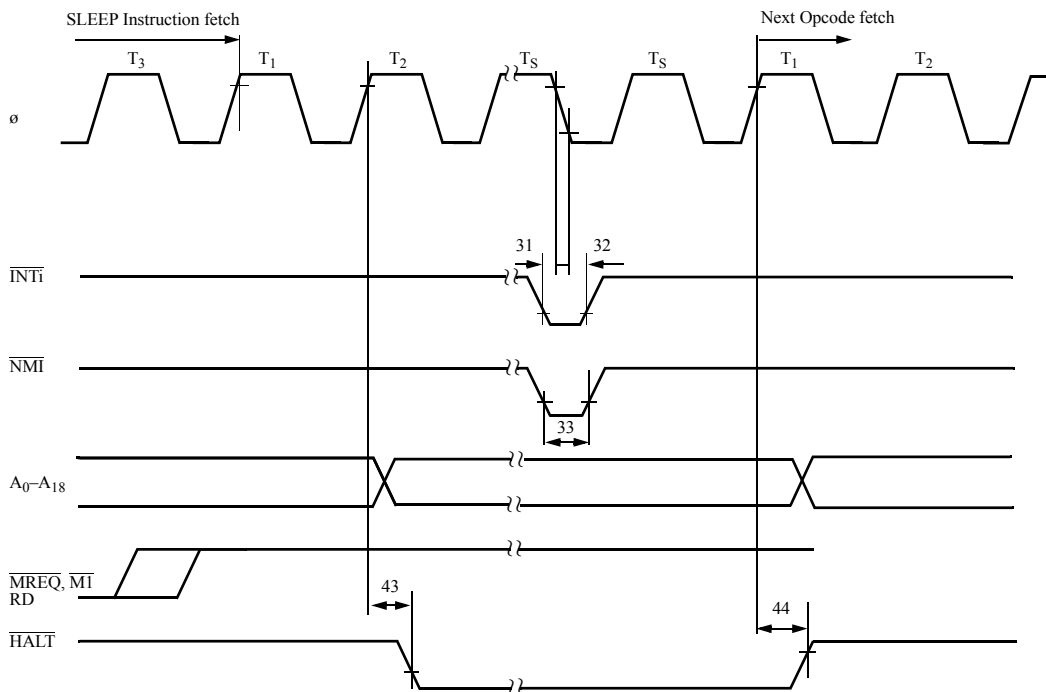 SLEEP Instruction fetch
Next Opcode fetch
T3 T1 T2 TS TS T1 T2
ø
31 32
INTi
NMI
33
A0–A18
MREQ, M1
RD
43
44
HALT